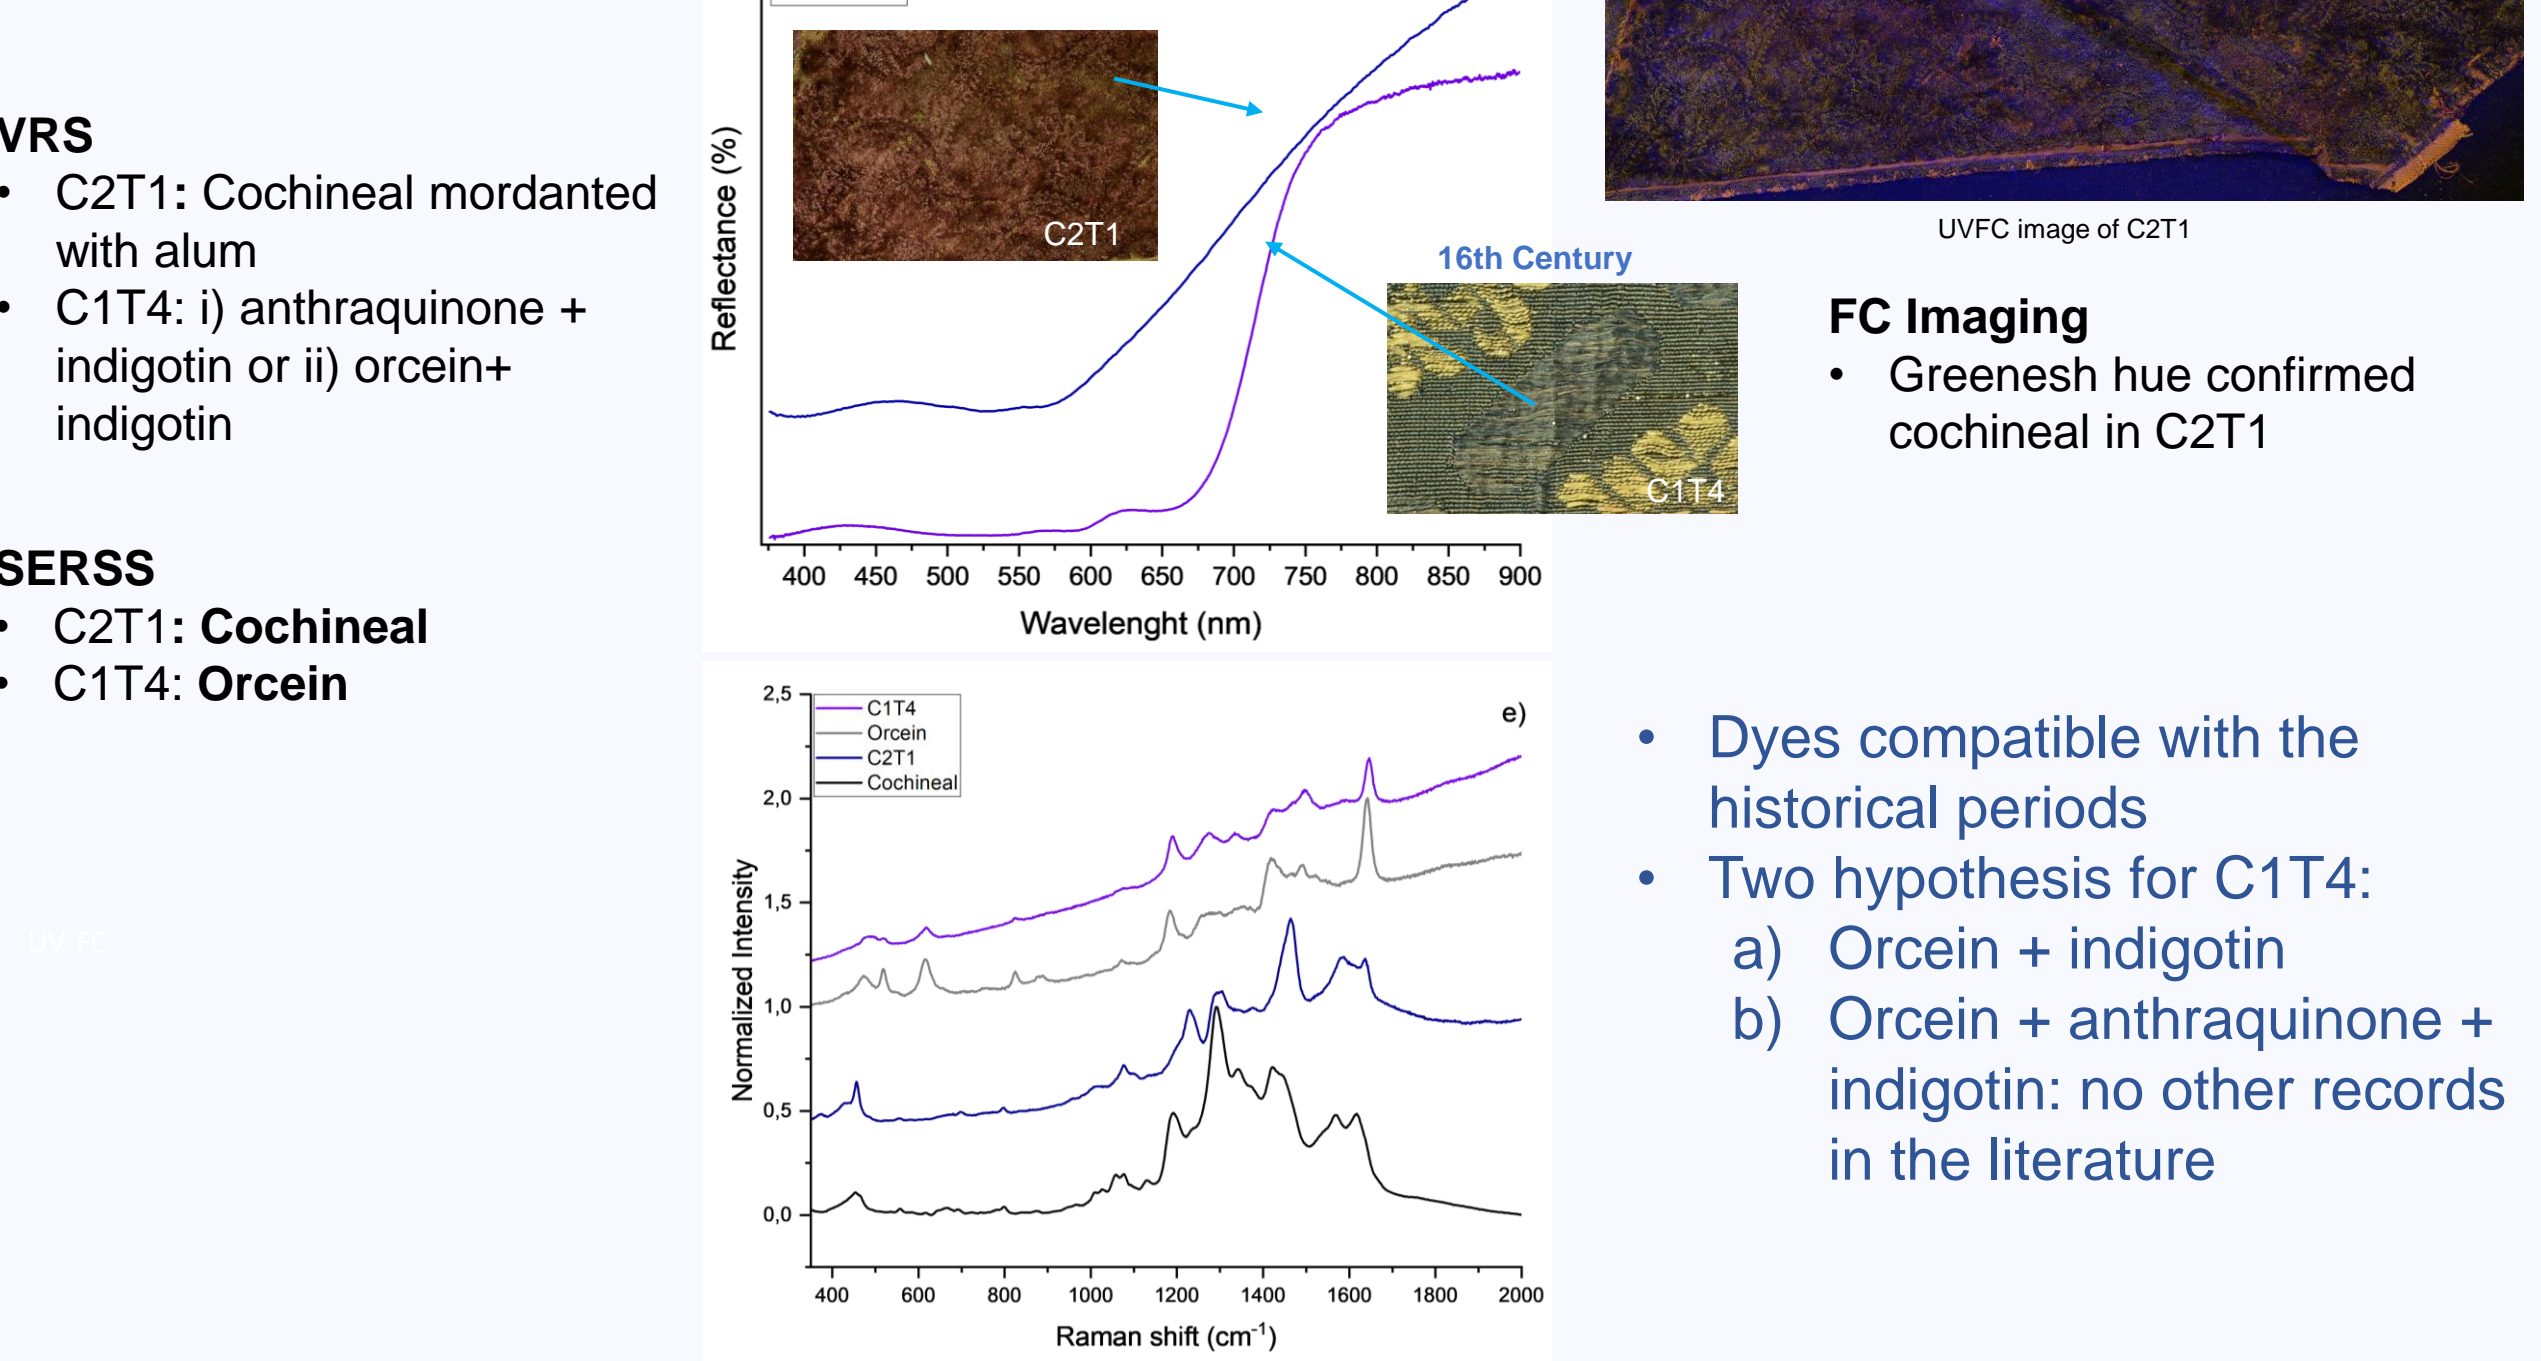 VRS
• C2T1: Cochineal mordanted
with alum
• C1T4: i) anthraquinone +
indigotin or ii) orcein+
indigotin
SERSS
• C2T1: Cochineal
• C1T4: Orcein
UV-FC
Reflectance (%)
C2T1
16th Century
C1T4
400 450 500 550 600 650 700 750 800 850 900
Wavelenght (nm)
2,5
2,0
1,5
1,0
0,5
0,0
C1T4
Orcein
C2T1
Cochineal
e)
Normalized Intensity
400 600 800 1000 1200 1400 1600 1800 2000
Raman shift (cm-1)
UVFC image of C2T1
FC Imaging
• Greenesh hue confirmed
cochineal in C2T1
• Dyes compatible with the
historical periods
• Two hypothesis for C1T4:
a) Orcein + indigotin
b) Orcein + anthraquinone +
indigotin: no other records
in the literature